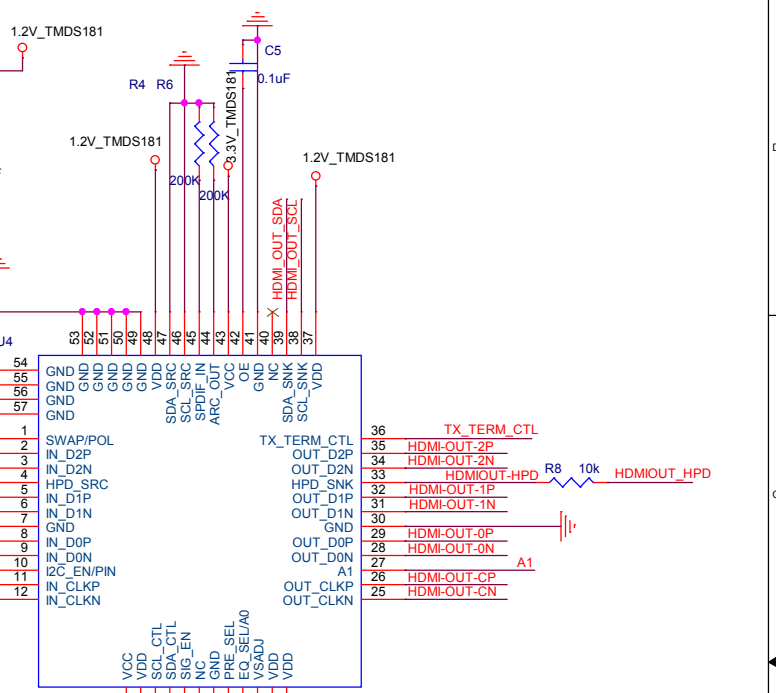 1.2V_TMDS181
C5
0.1uF
R4 R6
3.3V_TMDS181
1.2V_TMDS181
1.2V_TMDS181
200K
200K
HDMI_OUT_SDA
HDMI_OUT_SCL
53 52 51 50 49 48 47 46 45 44 43 42 41 40 39 38 37
U4
GND GND GND GND GND VDD SDA_SRC SCL_SRC SPDIF_IN ARC_OUT VCC OE GND NC SDA_SNK SCL_SNK VDD
54 GND
55 GND
56 GND
57 GND
1 SWAP/POL TX_TERM_CTL 36 TX_TERM_CTL
2 IN_D2P OUT_D2P 35 HDMI-OUT-2P
3 IN_D2N OUT_D2N 34 HDMI-OUT-2N
4 HPD_SRC HPD_SNK 33 HDMIOUT-HPD R8 10k HDMIOUT_HPD
5 IN_D1P OUT_D1P 32 HDMI-OUT-1P
6 IN_D1N OUT_D1N 31 HDMI-OUT-1N
7 GND GND 30
8 IN_D0P OUT_D0P 29 HDMI-OUT-0P
9 IN_D0N OUT_D0N 28 HDMI-OUT-0N
10 I2C_EN/PIN A1 27 A1
11 IN_CLKP OUT_CLKP 26 HDMI-OUT-CP
12 IN_CLKN OUT_CLKN 25 HDMI-OUT-CN
VCC VDD SCL_CTL SDA_CTL SIG_EN NC GND PRE_SEL EQ_SEL/A0 VSADJ VDD VDD